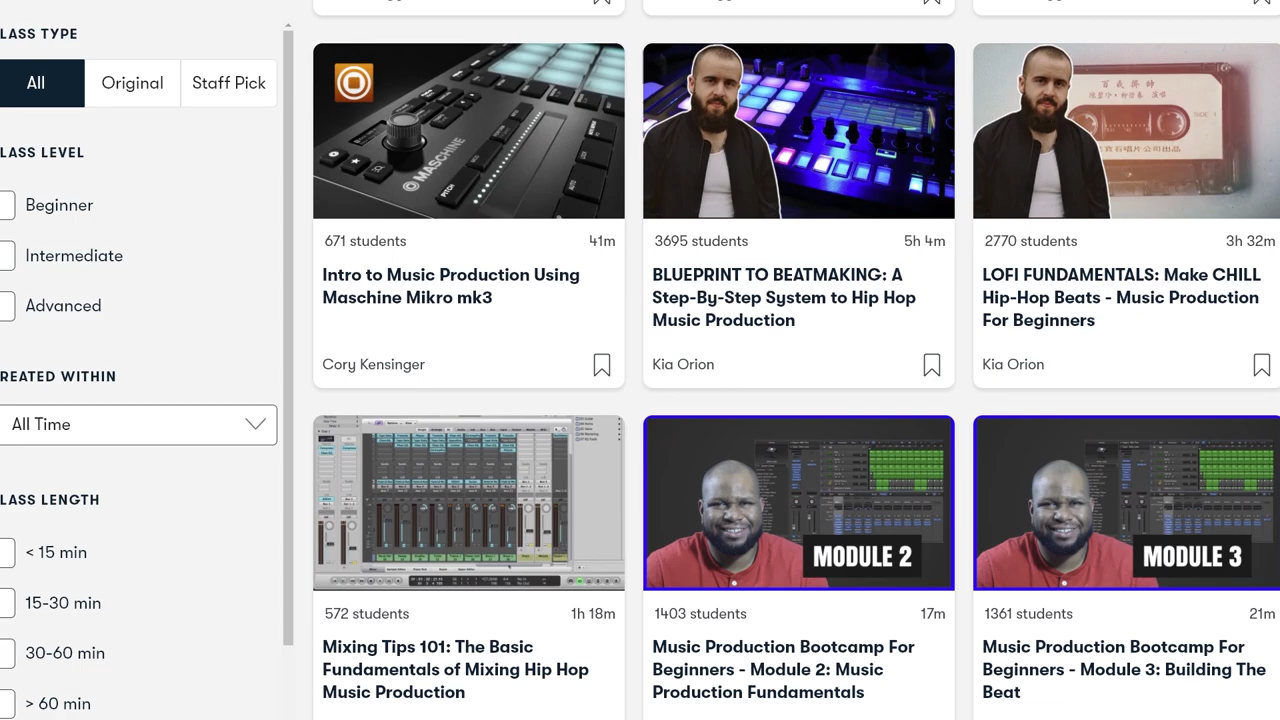 LASS TYPE
All
Original
Staff Pick
LASS LEVEL
Beginner
Intermediate
Advanced
REATED WITHIN
All Time
LASS LENGTH
< 15 min
15-30 min
30-60 min
> 60 min
MASCHINE
PITCH
671 students
41m
Intro to Music Production Using
Maschine Mikro mk3
Cory Kensinger
3695 students
5h 4m
BLUEPRINT TO BEATMAKING: A
Step-By-Step System to Hip Hop
Music Production
Kia Orion
SIDE 1
2770 students
3h 32m
LOFI FUNDAMENTALS: Make CHILL
Hip-Hop Beats - Music Production
For Beginners
Kia Orion
572 students
1h 18m
Mixing Tips 101: The Basic
Fundamentals of Mixing Hip Hop
Music Production
MODULE 2
1403 students
17m
Music Production Bootcamp For
Beginners - Module 2: Music
Production Fundamentals
MODULE 3
1361 students
21m
Music Production Bootcamp For
Beginners - Module 3: Building The
Beat